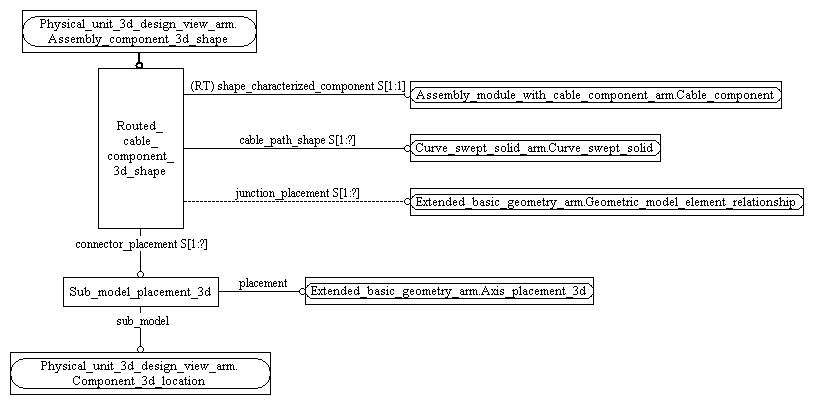 Physical_unit_3d_design_view_arm.
Assembly_component_3d_shape
(RT) shape_characterized_component S[1:1]
Assembly_module_with_cable_component_arm.Cable_component
Routed_
cable_
component_
3d_shape
cable_path_shape S[1:?]
Curve_swept_solid_arm.Curve_swept_solid
junction_placement S[1:?]
Extended_basic_geometry_arm.Geometric_model_element_relationship
connector_placement S[1:?]
Sub_model_placement_3d
placement
Extended_basic_geometry_arm.Axis_placement_3d
sub_model
Physical_unit_3d_design_view_arm.
Component_3d_location